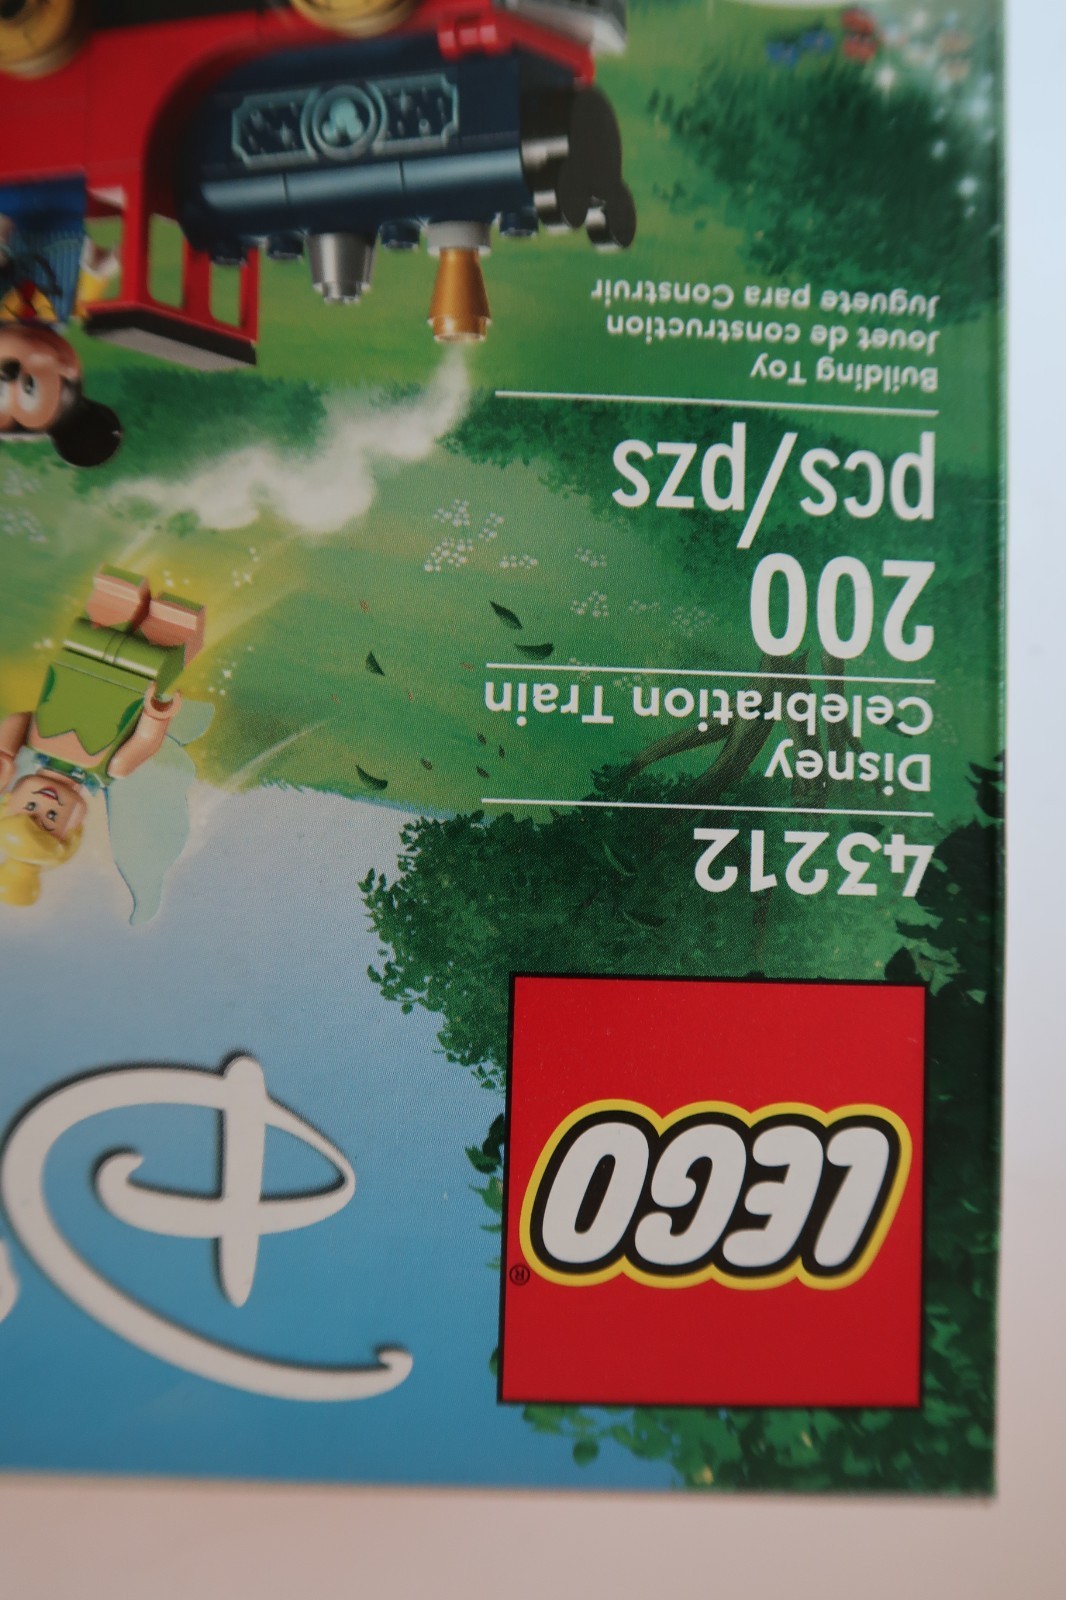 LEGO
®
D
43212
Disney
Celebration Train
200
pcs/pzs
Building Toy
Jouet de construction
Juguete para Construir